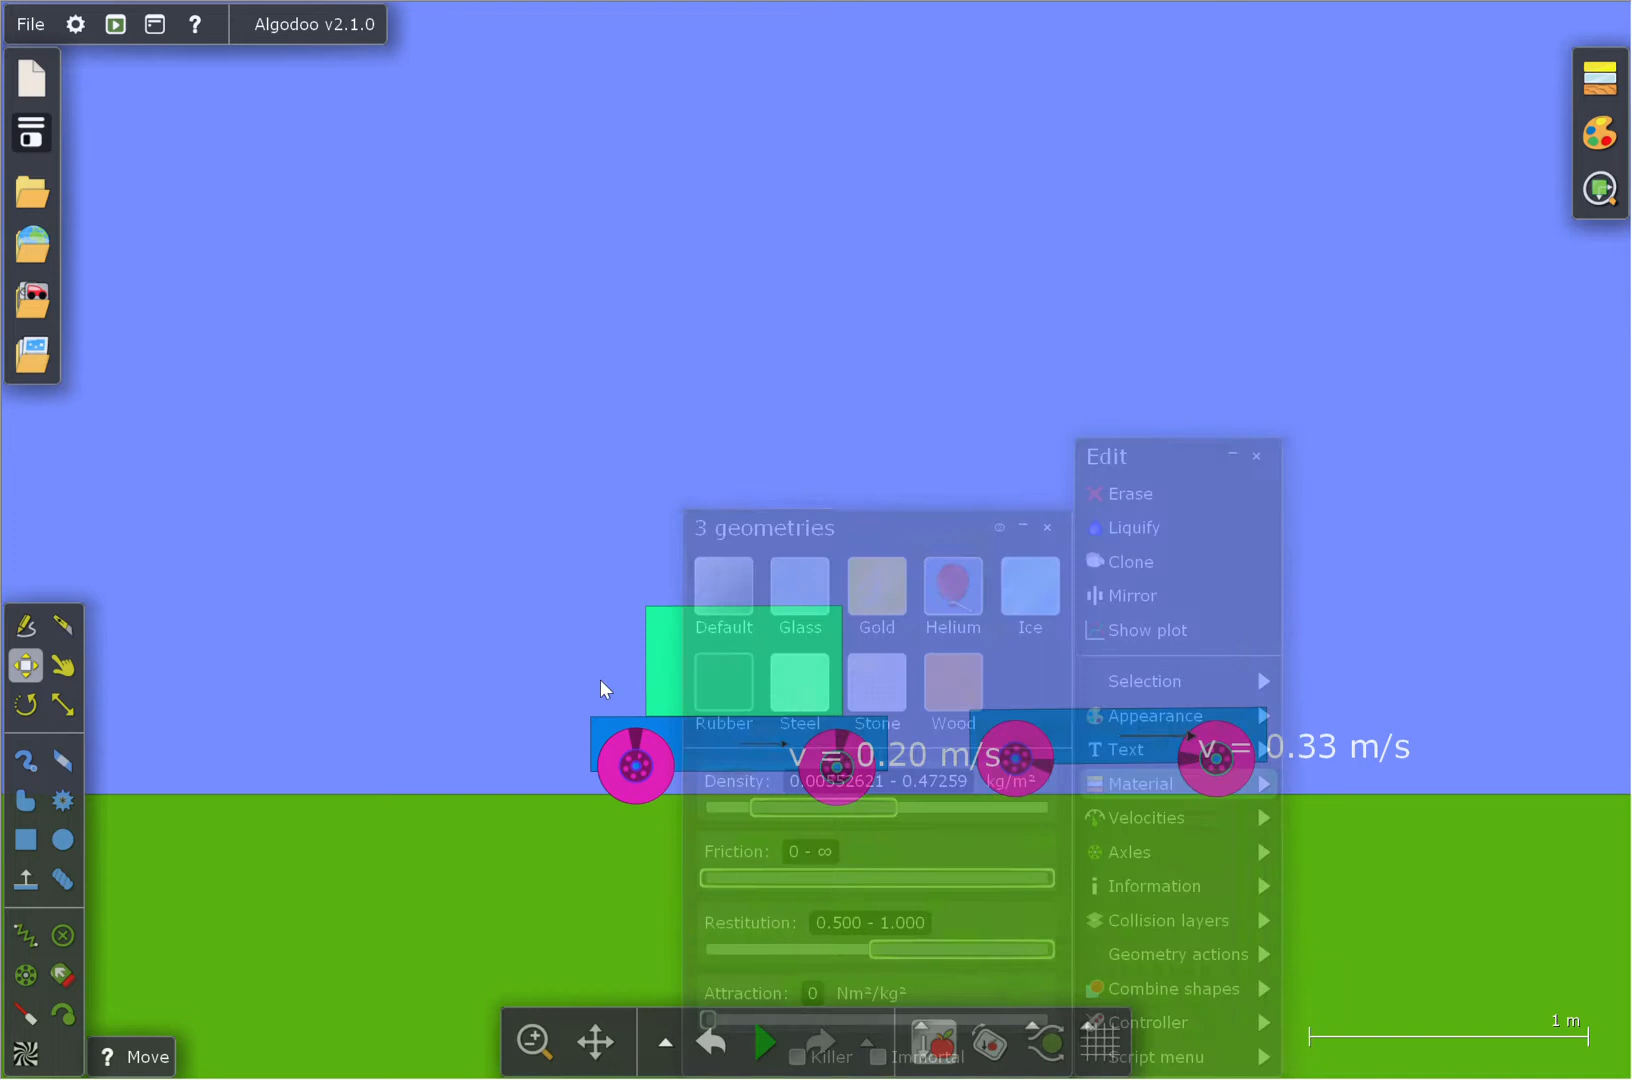 File
Algodoo v2.1.0
Edit
Erase
Liquify
Clone
Mirror
Show plot
Selection
Appearance
Text
Material
Velocities
Axles
Information
Collision layers
Geometry actions
Combine shapes
Controller
Script menu
3 geometries
Default Glass Gold Helium Ice
Rubber Steel Stone Wood
v = 0.20 m/s
v = 0.33 m/s
Density: 0.00552621 - 0.47259 kg/m²
Friction: 0 - ∞
Restitution: 0.500 - 1.000
Attraction: 0 Nm²/kg²
Killer Immortal
1 m
? Move